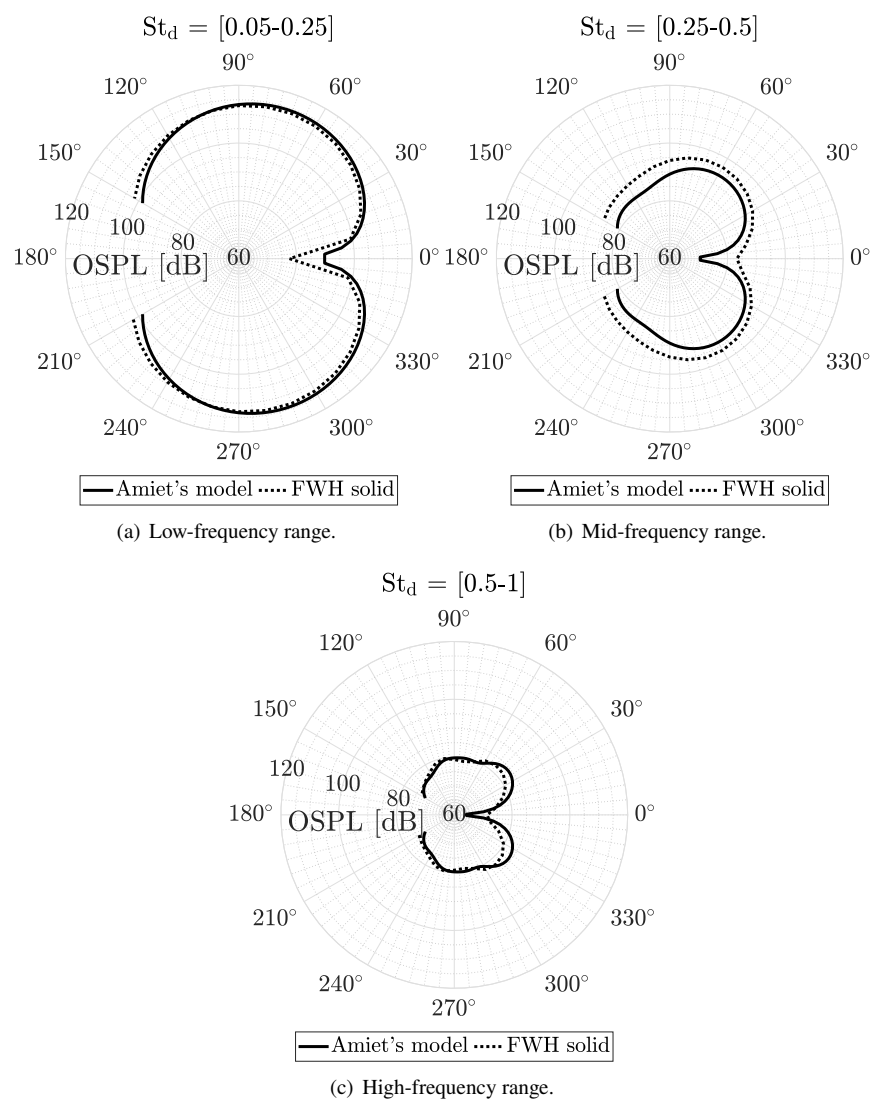 St_d = [0.05-0.25]
90°
120° 60°
150° 30°
120 100 80 60
180° OSPL [dB] 0°
210° 330°
240° 300°
270°
Amiet's model FWH solid
(a) Low-frequency range.
St_d = [0.25-0.5]
90°
120° 60°
150° 30°
120 100 80 60
180° OSPL [dB] 0°
210° 330°
240° 300°
270°
Amiet's model FWH solid
(b) Mid-frequency range.
St_d = [0.5-1]
90°
120° 60°
150° 30°
120 100 80 60
180° OSPL [dB] 0°
210° 330°
240° 300°
270°
Amiet's model FWH solid
(c) High-frequency range.